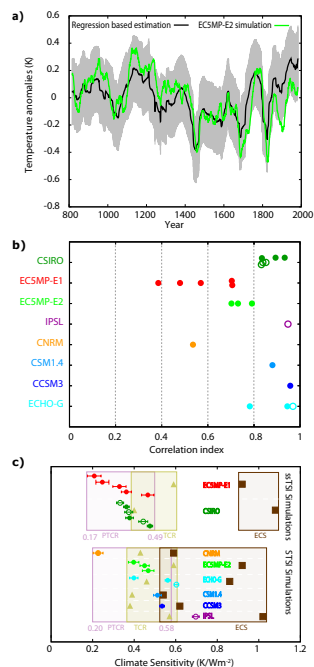 a)
Regression based estimation
ECSMP-E2 simulation
Temperature anomalies (K)
0.6
0.4
0.2
0
-0.2
-0.4
-0.6
-0.8
800
1000
1200
1400
1600
1800
2000
Year
b)
CSIRO
ECSMP-E1
ECSMP-E2
IPSL
CNRM
CSM1.4
CCSM3
ECHO-G
0
0.2
0.4
0.6
0.8
1
Correlation index
c)
ECSMP-E1
CSIRO
0.17
PTCR
0.49
TCR
ECS
ssTSI Simulations
CNRM
ECSMP-E2
ECHO-G
CSM1.4
CCSM3
IPSL
0.20
PTCR
TCR
0.58
ECS
STSI Simulations
0
0.2
0.4
0.6
0.8
1
1.2
Climate Sensitivity (K/Wm⁻²)